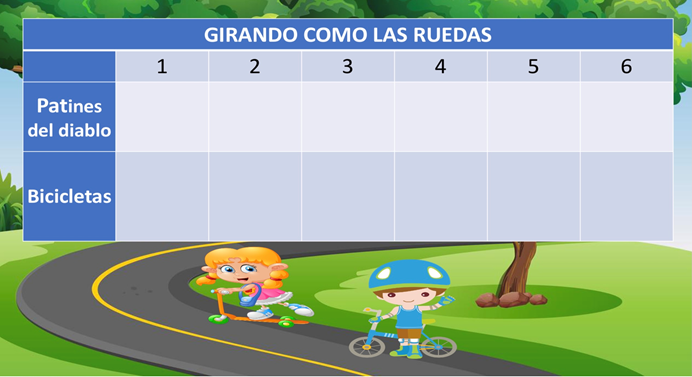 GIRANDO COMO LAS RUEDAS
1 2 3 4 5 6
Patines
del diablo
Bicicletas